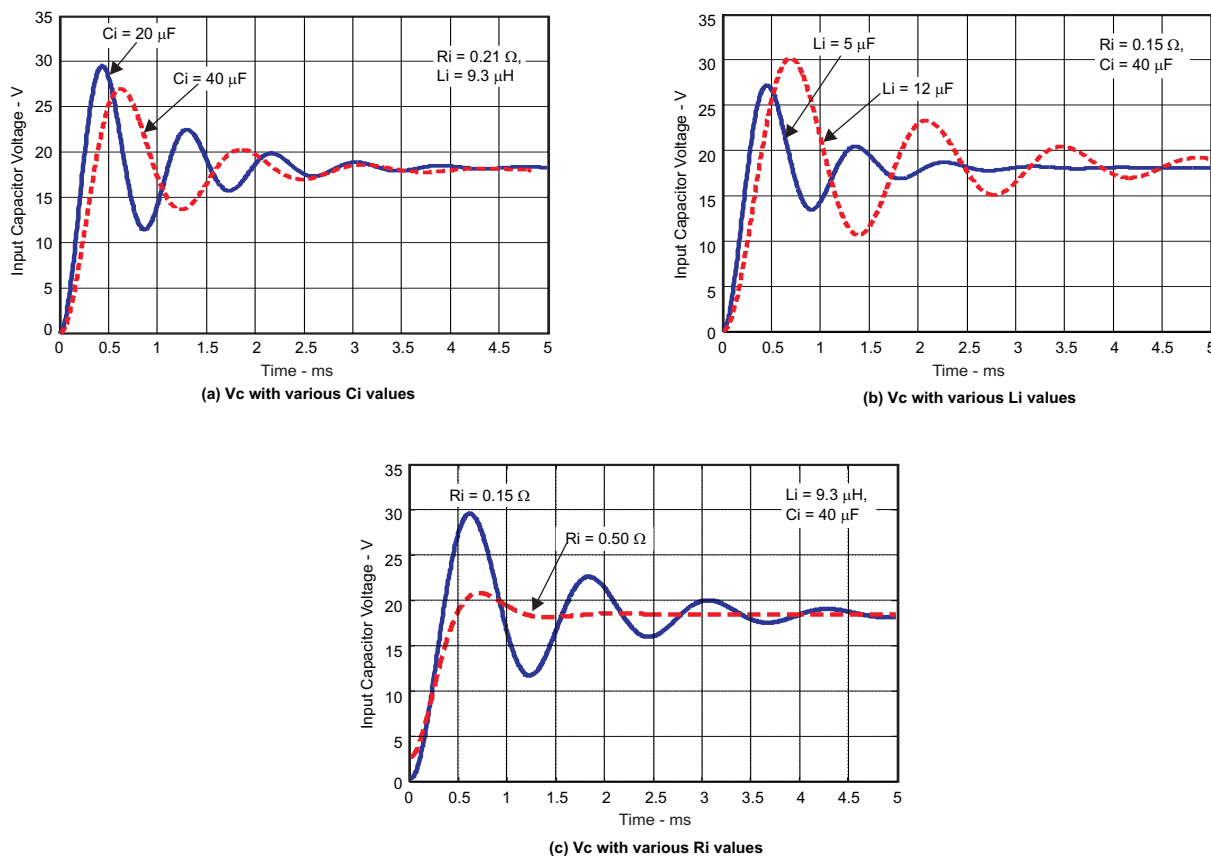 35
30
25
20
15
10
5
0
Input Capacitor Voltage - V
Ci = 20 μF
Ci = 40 μF
Ri = 0.21 Ω,
Li = 9.3 μH
0 0.5 1 1.5 2 2.5 3 3.5 4 4.5 5
Time - ms
(a) Vc with various Ci values
35
30
25
20
15
10
5
0
Input Capacitor Voltage - V
Li = 5 μF
Li = 12 μF
Ri = 0.15 Ω,
Ci = 40 μF
0 0.5 1 1.5 2 2.5 3 3.5 4 4.5 5
Time - ms
(b) Vc with various Li values
35
30
25
20
15
10
5
0
Input Capacitor Voltage - V
Ri = 0.15 Ω
Ri = 0.50 Ω
Li = 9.3 μH,
Ci = 40 μF
0 0.5 1 1.5 2 2.5 3 3.5 4 4.5 5
Time - ms
(c) Vc with various Ri values